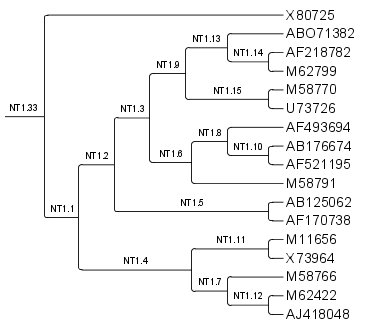 X80725
ABO71382
NT1.13
AF218782
NT1.14
NT1.9
M62799
M58770
NT1.15
U73726
NT1.33
NT1.3
AF493694
NT1.8
AB176674
NT1.10
NT1.2
NT1.6
AF521195
M58791
AB125062
NT1.5
NT1.1
AF170738
M11656
NT1.11
X73964
NT1.4
M58766
NT1.7
M62422
NT1.12
AJ418048